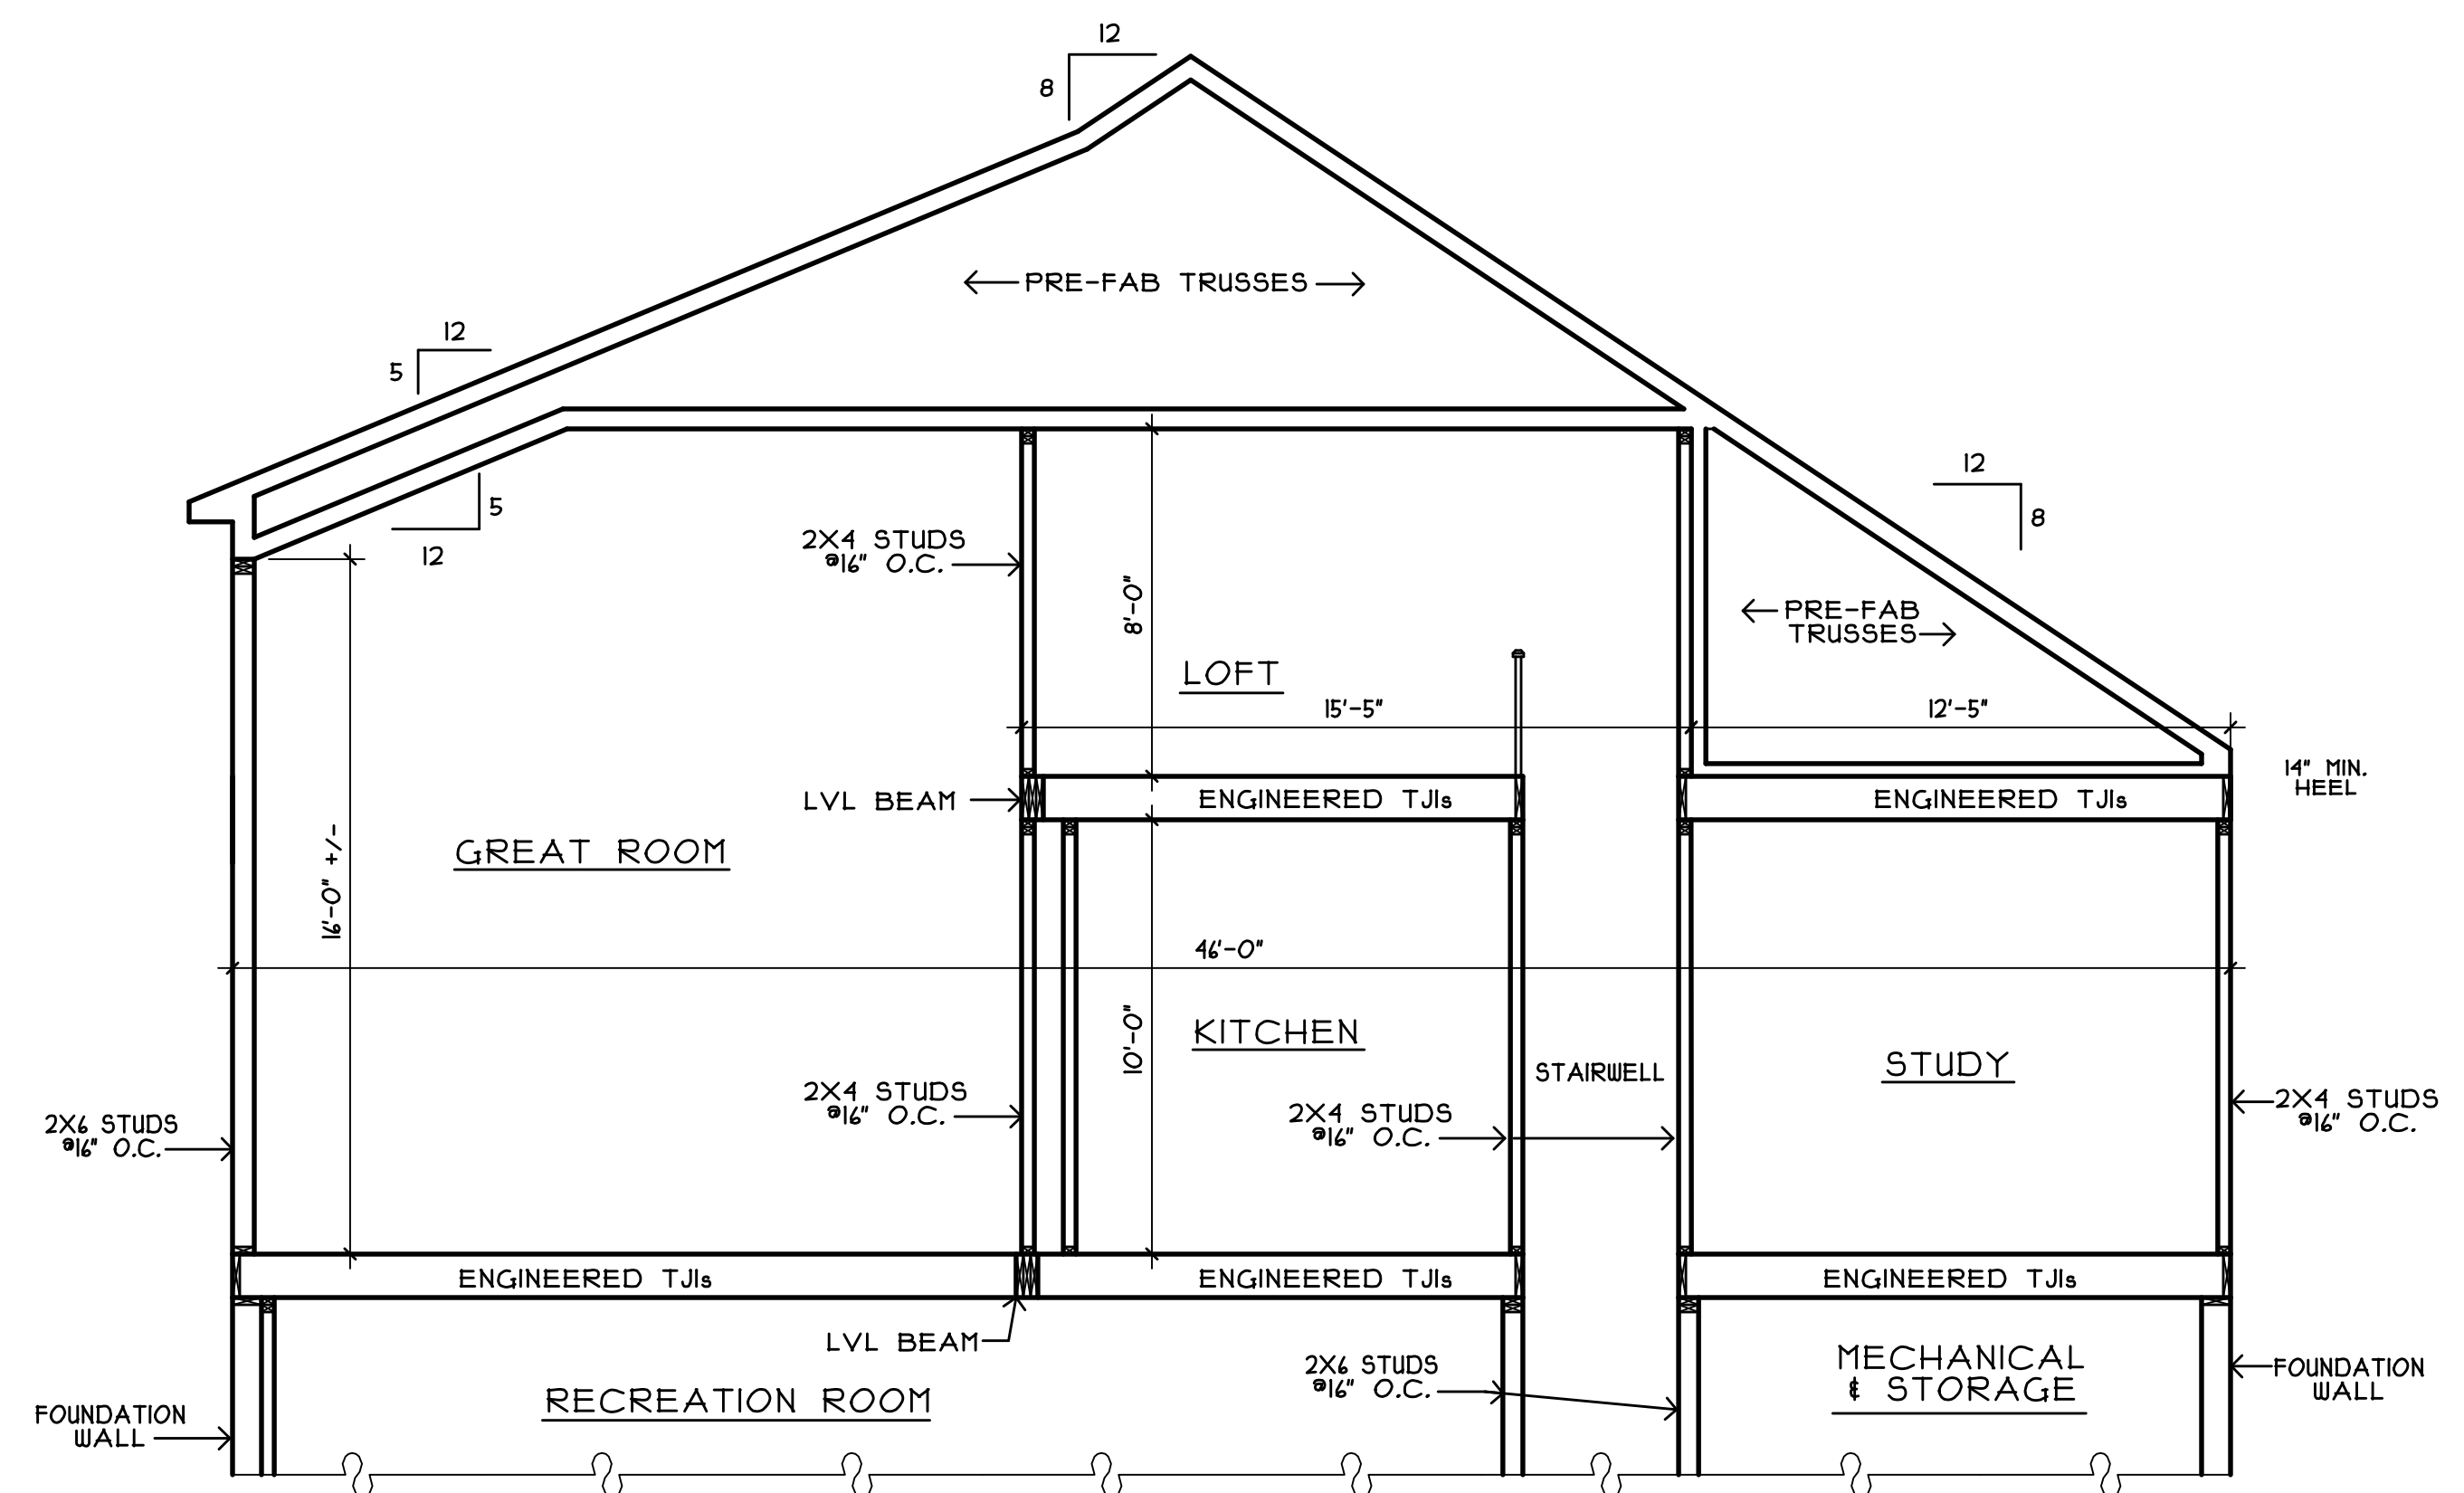 12
8
PRE-FAB TRUSSES
12
5
12
8
5
12
2X4 STUDS
@16" O.C.
8'-0"
PRE-FAB
TRUSSES
LOFT
15'-5"
12'-5"
14" MIN.
HEEL
LVL BEAM
ENGINEERED TJIs
ENGINEERED TJIs
GREAT ROOM
16'-0" +/-
46'-0"
10'-0"
KITCHEN
STAIRWELL
STUDY
2X4 STUDS
@16" O.C.
2X4 STUDS
@16" O.C.
2X4 STUDS
@16" O.C.
2X6 STUDS
@16" O.C.
ENGINEERED TJIs
ENGINEERED TJIs
ENGINEERED TJIs
LVL BEAM
2X6 STUDS
@16" O.C.
MECHANICAL
& STORAGE
FOUNDATION
WALL
RECREATION ROOM
FOUNDATION
WALL